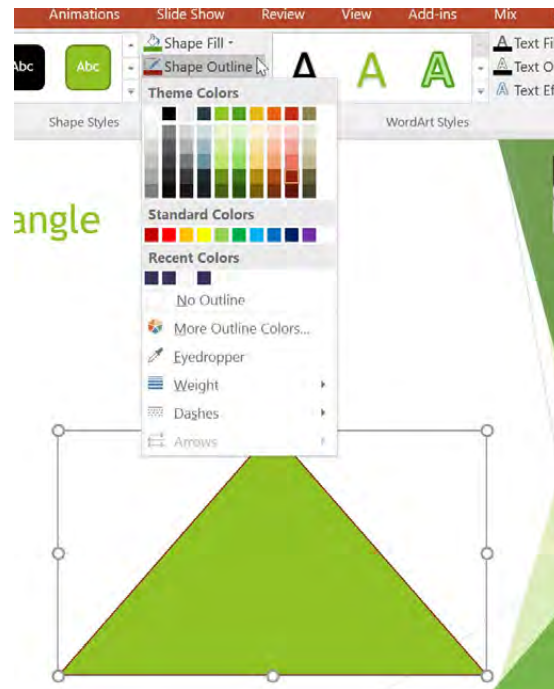 Animations Slide Show Review View Add-ins Mix
Abc Abc Shape Fill A A A A Text Fi
Shape Outline A Text O
A Text Ef
Shape Styles WordArt Styles
Theme Colors
Standard Colors
Recent Colors
No Outline
More Outline Colors...
Eyedropper
Weight
Dashes
Arrows
angle